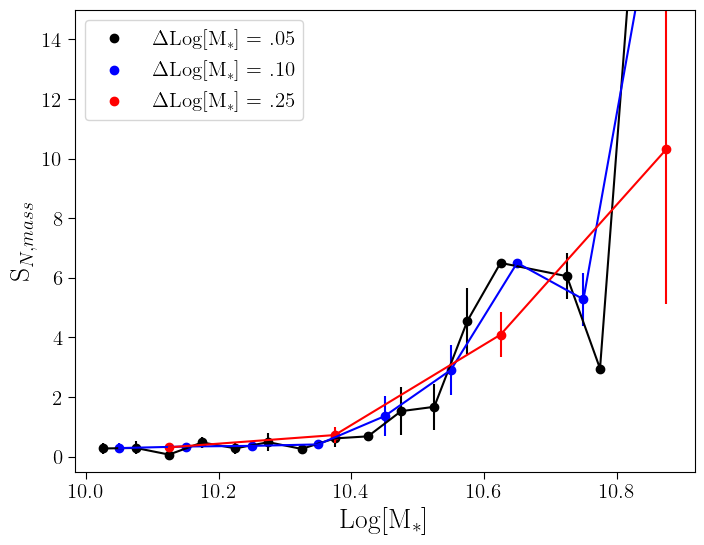 ΔLog[M*] = .05
ΔLog[M*] = .10
ΔLog[M*] = .25
14
12
10
8
6
4
2
0
S_{N,mass}
10.0 10.2 10.4 10.6 10.8
Log[M*]